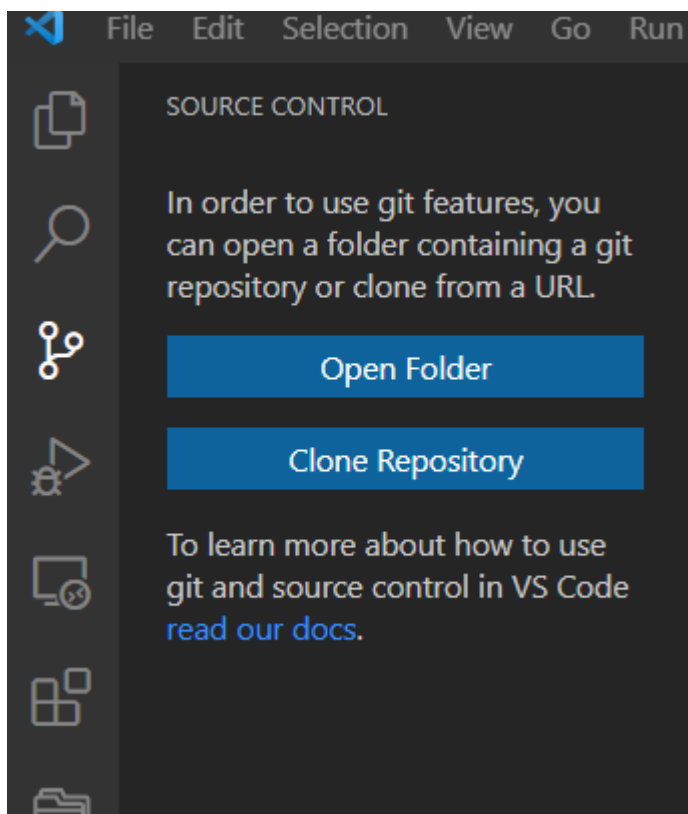 File Edit Selection View Go Run
SOURCE CONTROL
In order to use git features, you
can open a folder containing a git
repository or clone from a URL.
Open Folder
Clone Repository
To learn more about how to use
git and source control in VS Code
read our docs.